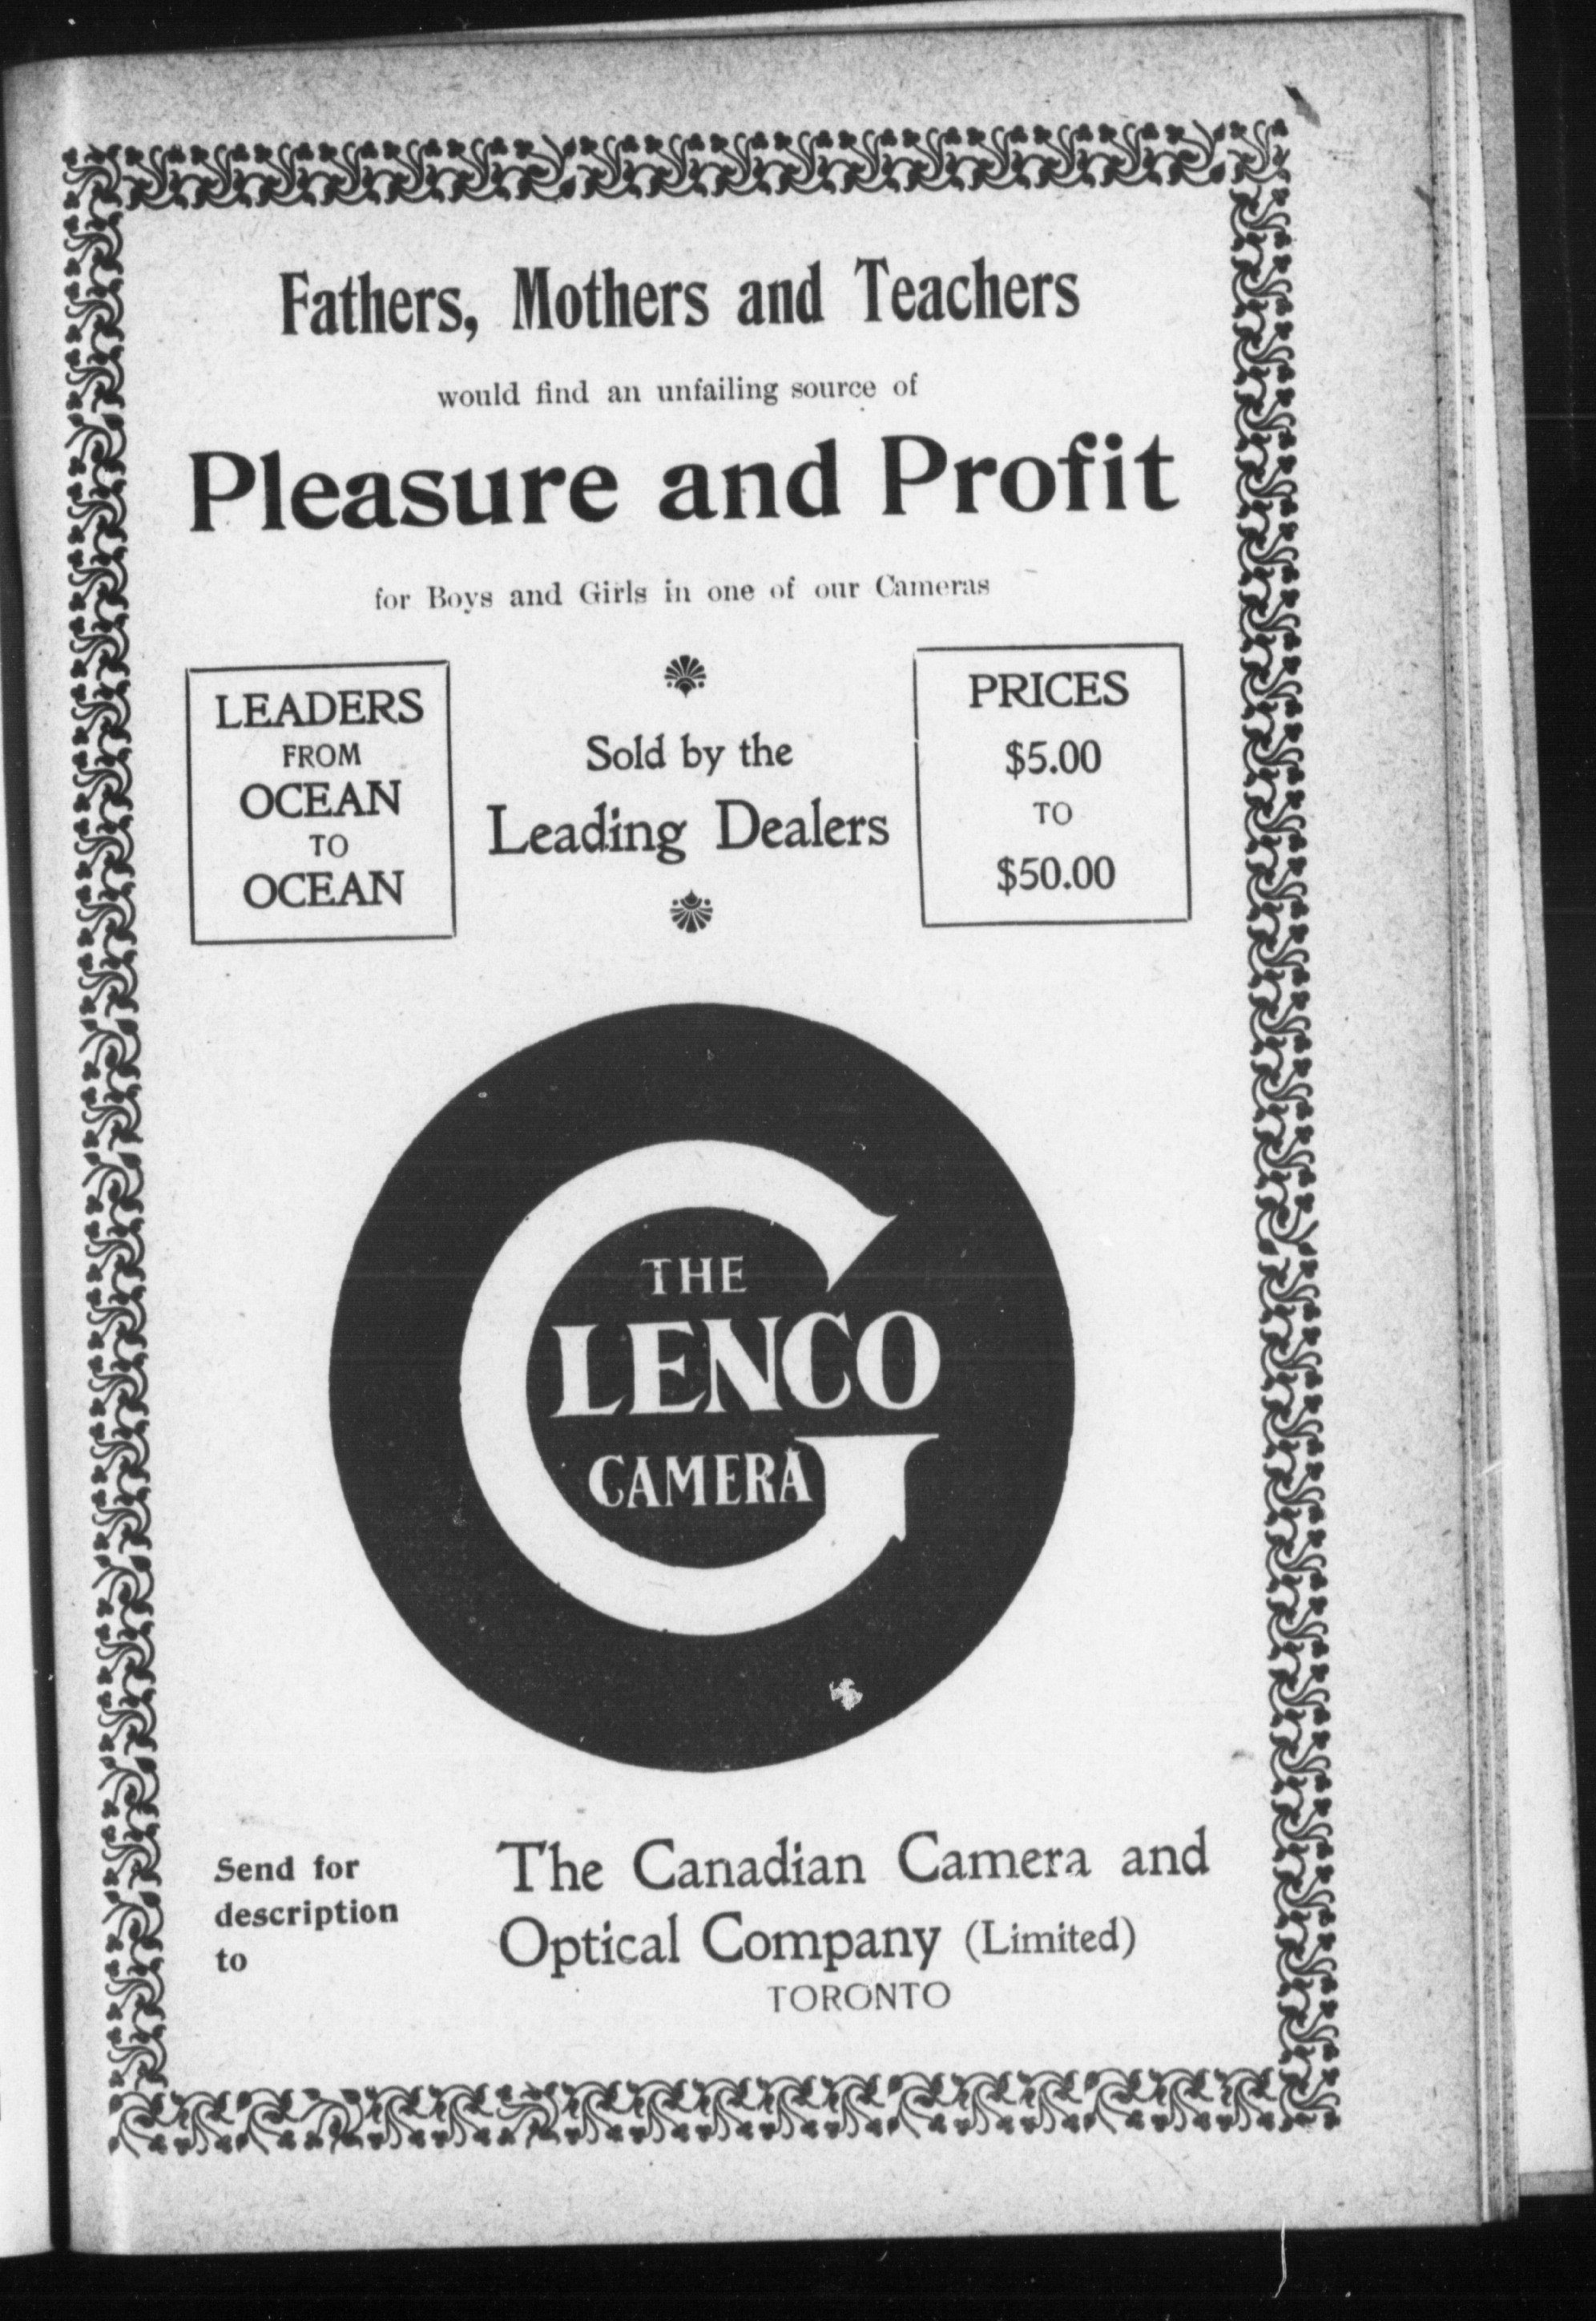 Fathers, Mothers and Teachers
would find an unfailing source of
Pleasure and Profit
for Boys and Girls in one of our Cameras
LEADERS
FROM
OCEAN
TO
OCEAN
Sold by the
Leading Dealers
PRICES
$5.00
TO
$50.00
THE
GLENCO
CAMERA
Send for
description
to
The Canadian Camera and
Optical Company (Limited)
TORONTO